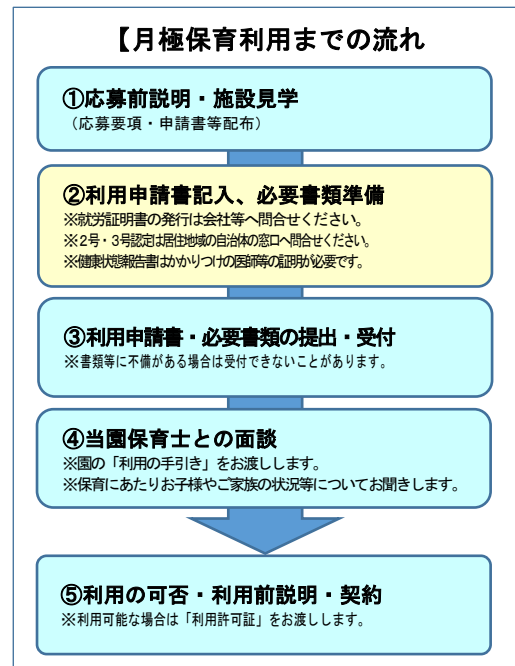 【月極保育利用までの流れ
①応募前説明・施設見学
（応募要項・申請書等配布）
②利用申請書記入、必要書類準備
※就労証明書の発行は会社等へ問合せください。
※２号・３号認定は居住地域の自治体の窓口へ問合せください。
※健康状態報告書はかかりつけの医師等の証明が必要です。
③利用申請書・必要書類の提出・受付
※書類等に不備がある場合は受付できないことがあります。
④当園保育士との面談
※園の「利用の手引き」をお渡しします。
※保育にあたりお子様やご家族の状況等についてお聞きします。
⑤利用の可否・利用前説明・契約
※利用可能な場合は「利用許可証」をお渡しします。